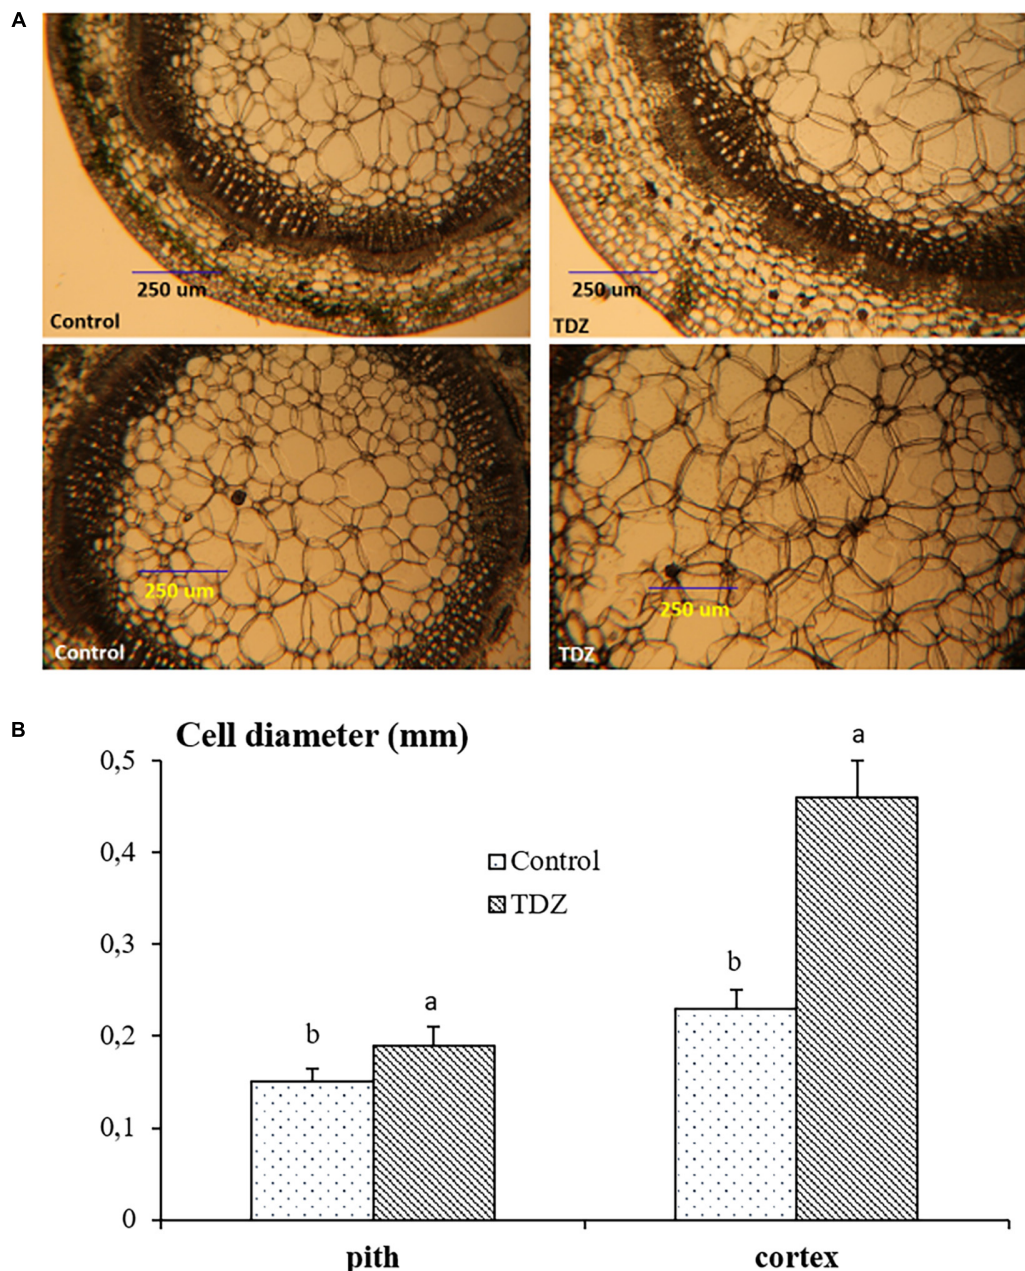 A
250 um
Control
250 um
TDZ
250 um
Control
250 um
TDZ
B
Cell diameter (mm)
0,5
0,4
0,3
0,2
0,1
0
b
a
b
a
Control
TDZ
pith
cortex